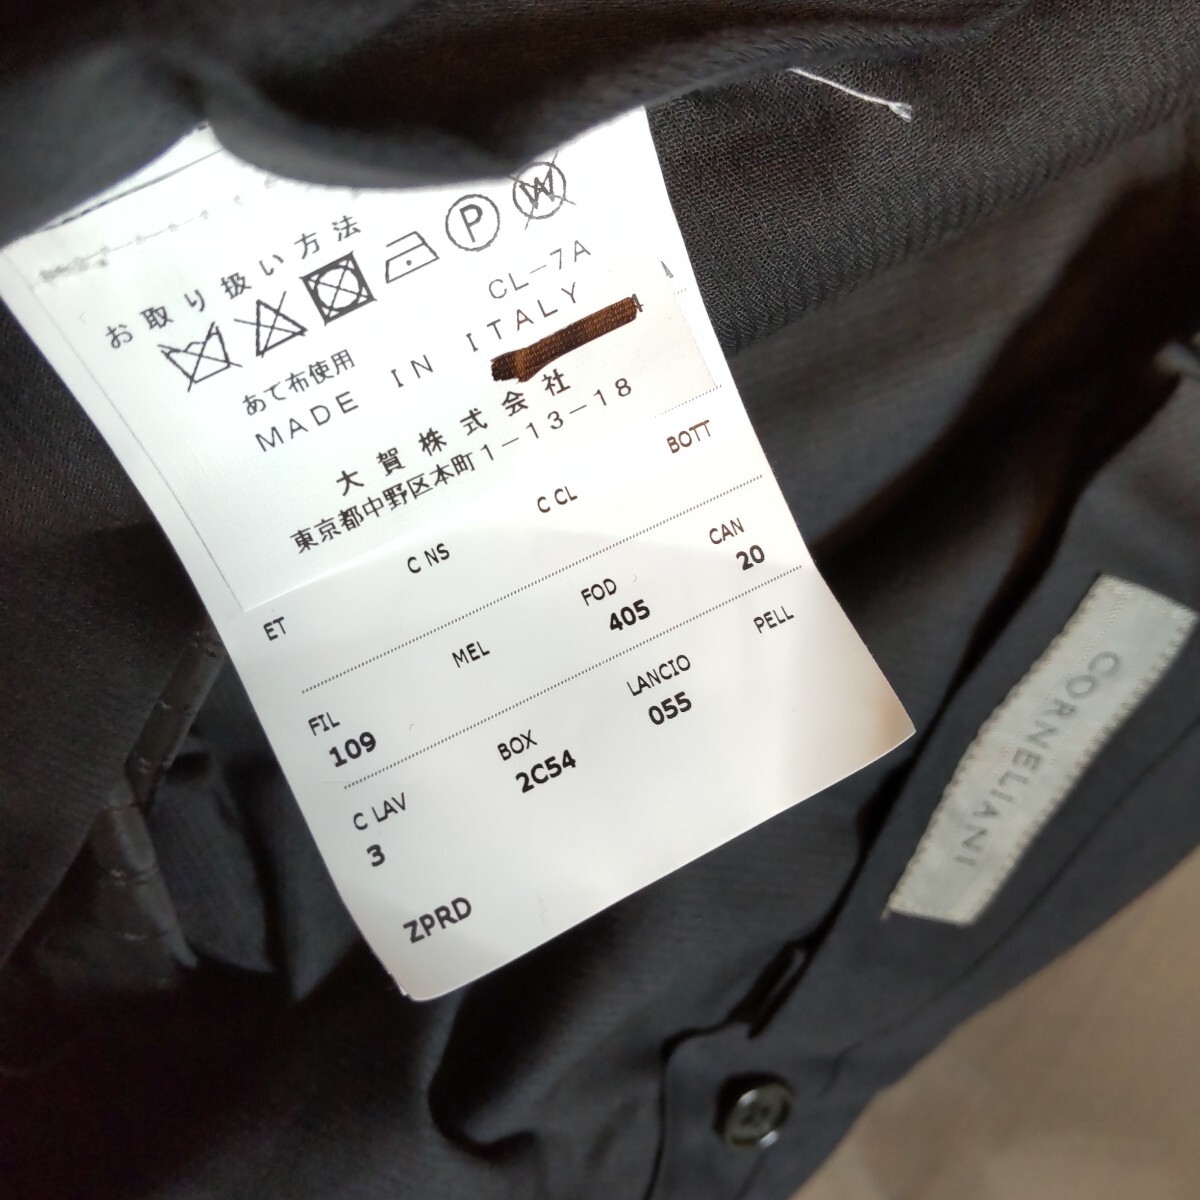 お取り扱い方法
P W
あて布使用 CL-7A
MADE IN ITALY
大賀株式会社
東京都中野区本町1-13-18
ET C NS C CL BOTT
FIL MEL FOD CAN
109 405 20
C LAV BOX LANCIO PELL
3 2C54 055
ZPRD
CORNELIANI